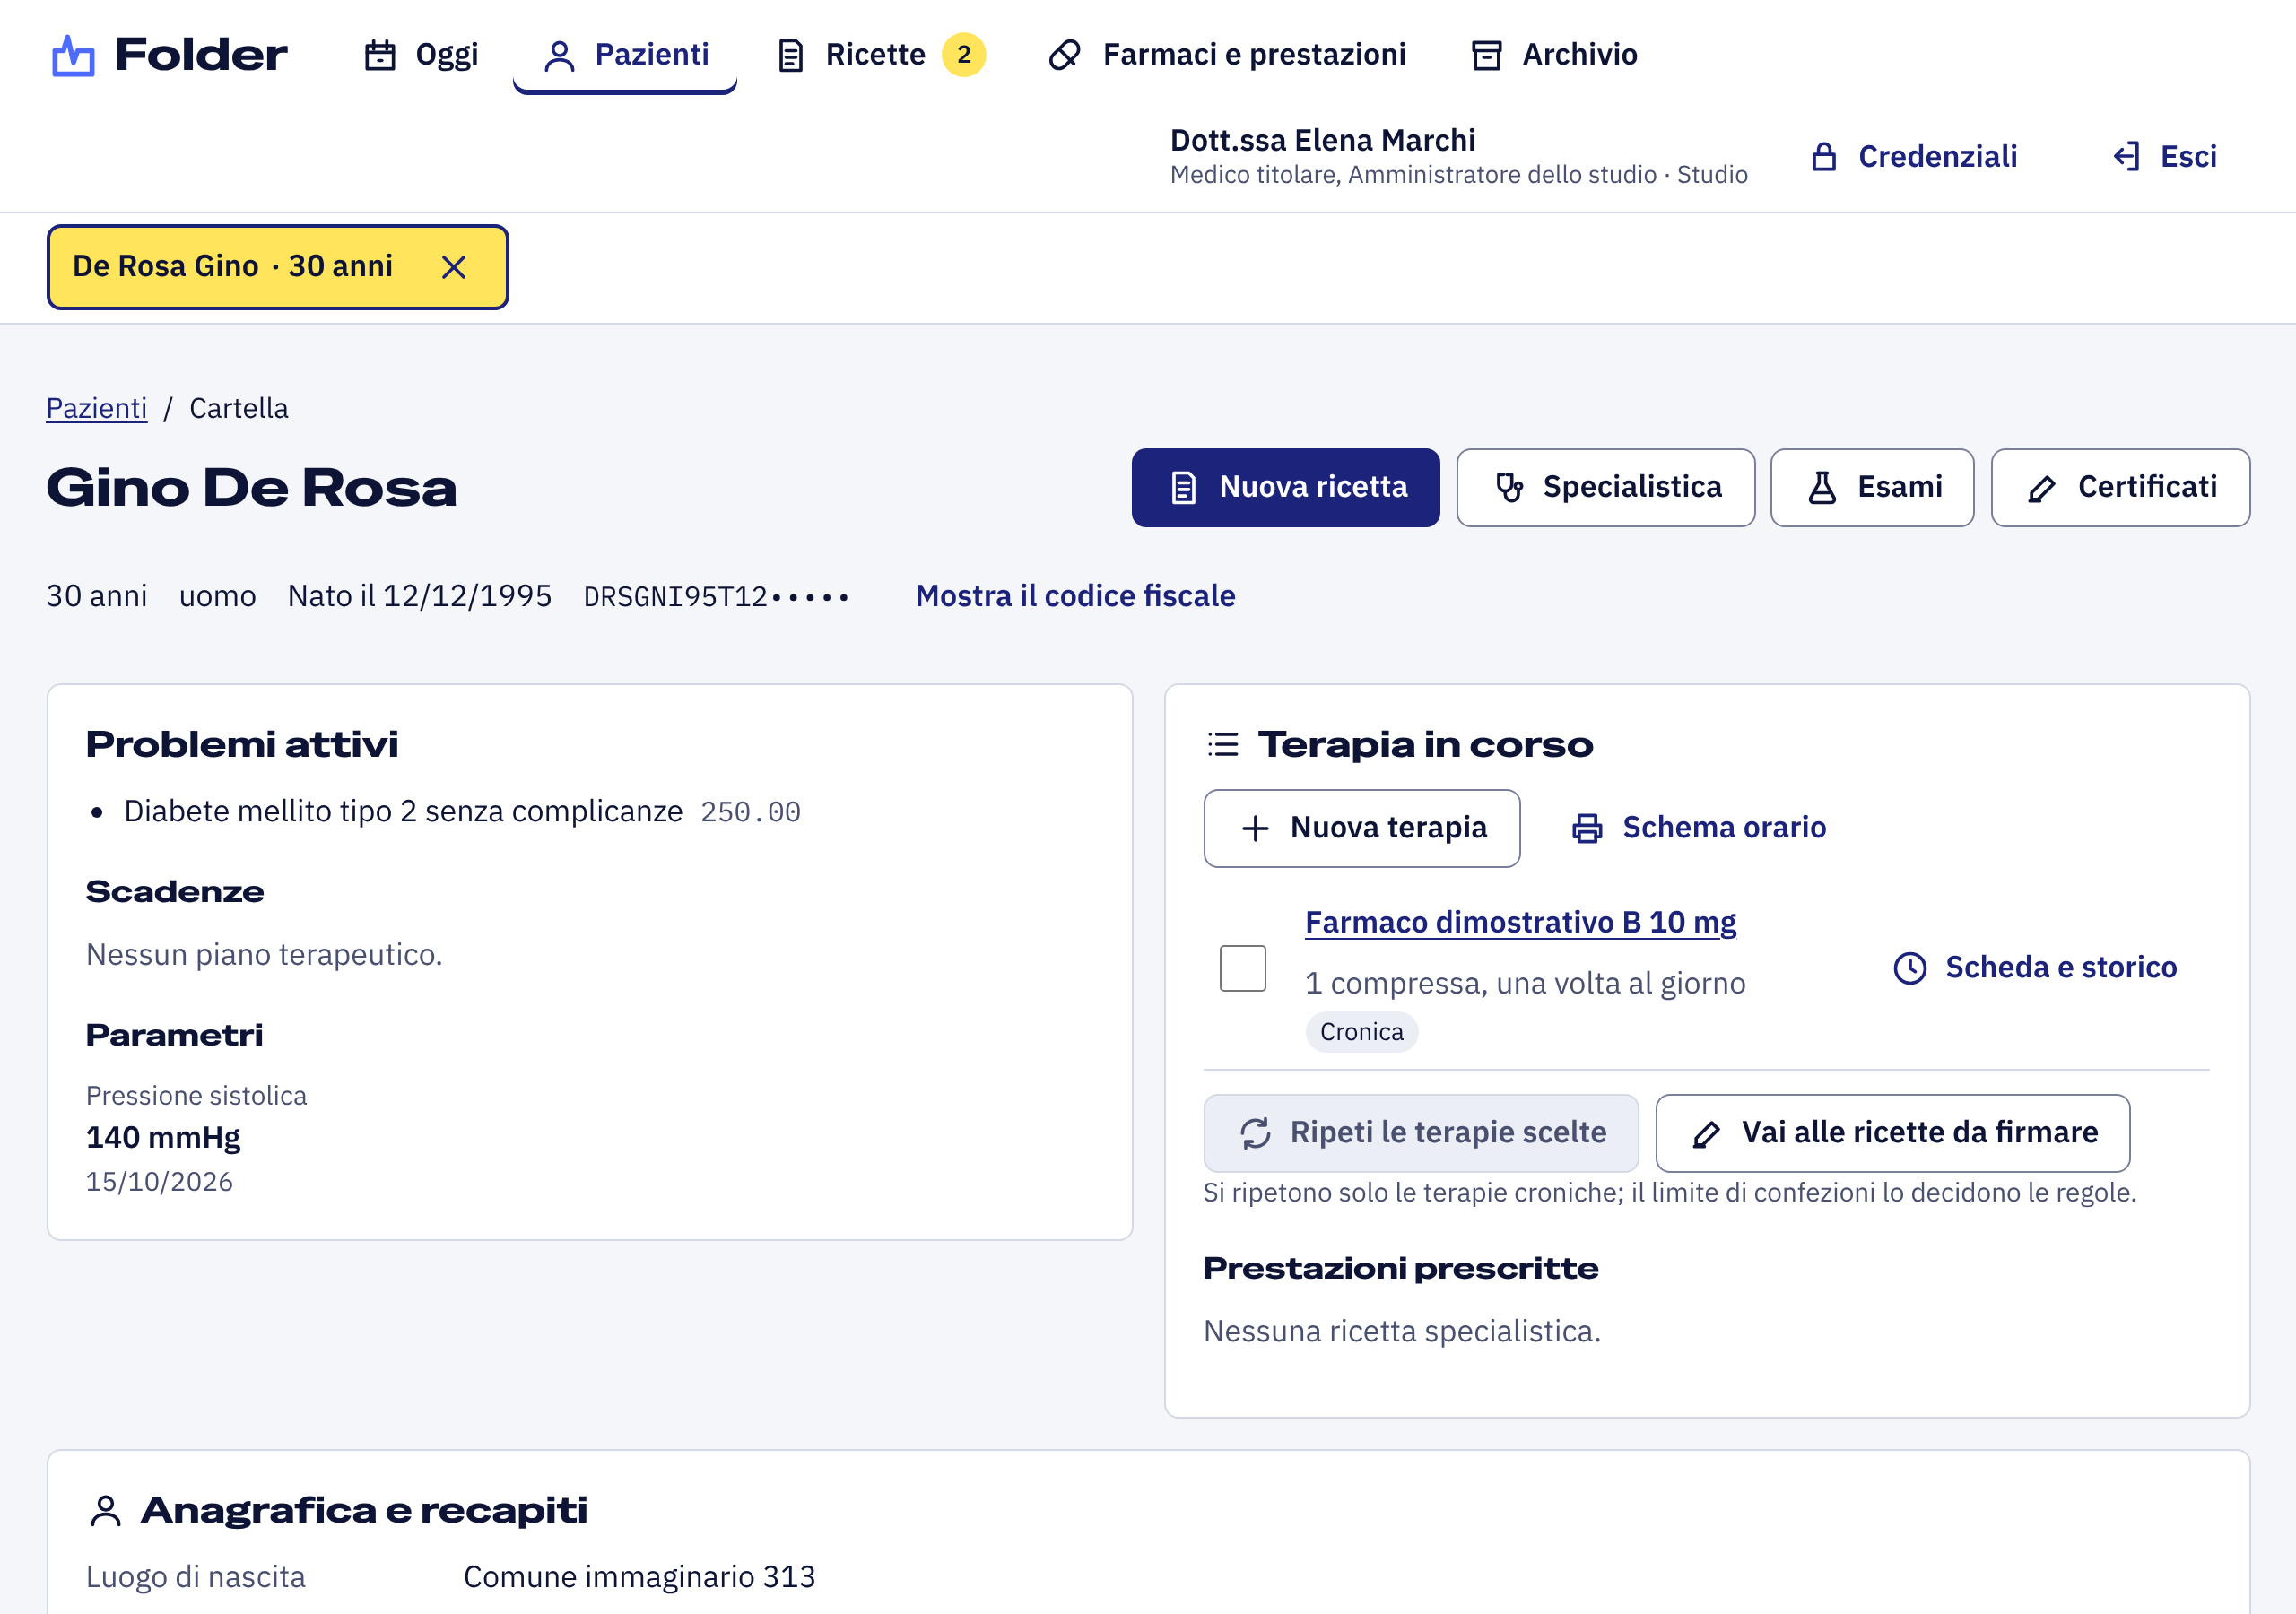 Folder
Oggi
Pazienti
Ricette 2
Farmaci e prestazioni
Archivio
Dott.ssa Elena Marchi
Medico titolare, Amministratore dello studio · Studio
Credenziali
Esci
De Rosa Gino · 30 anni
Pazienti / Cartella
Gino De Rosa
Nuova ricetta
Specialistica
Esami
Certificati
30 anni uomo Nato il 12/12/1995 DRSGNI95T12••••• Mostra il codice fiscale
Problemi attivi
• Diabete mellito tipo 2 senza complicanze 250.00
Scadenze
Nessun piano terapeutico.
Parametri
Pressione sistolica
140 mmHg
15/10/2026
Terapia in corso
Nuova terapia
Schema orario
Farmaco dimostrativo B 10 mg
1 compressa, una volta al giorno
Cronica
Scheda e storico
Ripeti le terapie scelte
Vai alle ricette da firmare
Si ripetono solo le terapie croniche; il limite di confezioni lo decidono le regole.
Prestazioni prescritte
Nessuna ricetta specialistica.
Anagrafica e recapiti
Luogo di nascita Comune immaginario 313